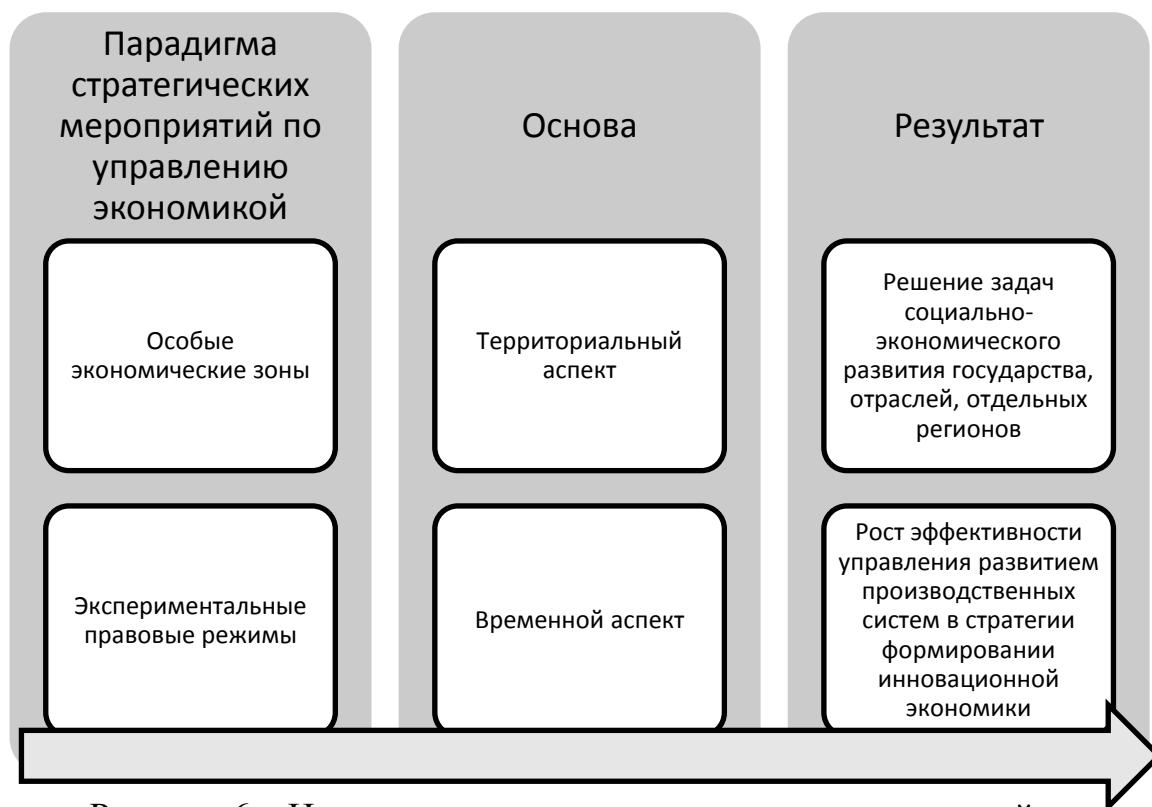 Парадигма
стратегических
мероприятий по
управлению
экономикой
Особые
экономические зоны
Экспериментальные
правовые режимы
Основа
Территориальный
аспект
Временной аспект
Результат
Решение задач
социально-
экономического
развития государства,
отраслей, отдельных
регионов
Рост эффективности
управления развитием
производственных
систем в стратегии
формировании
инновационной
экономики